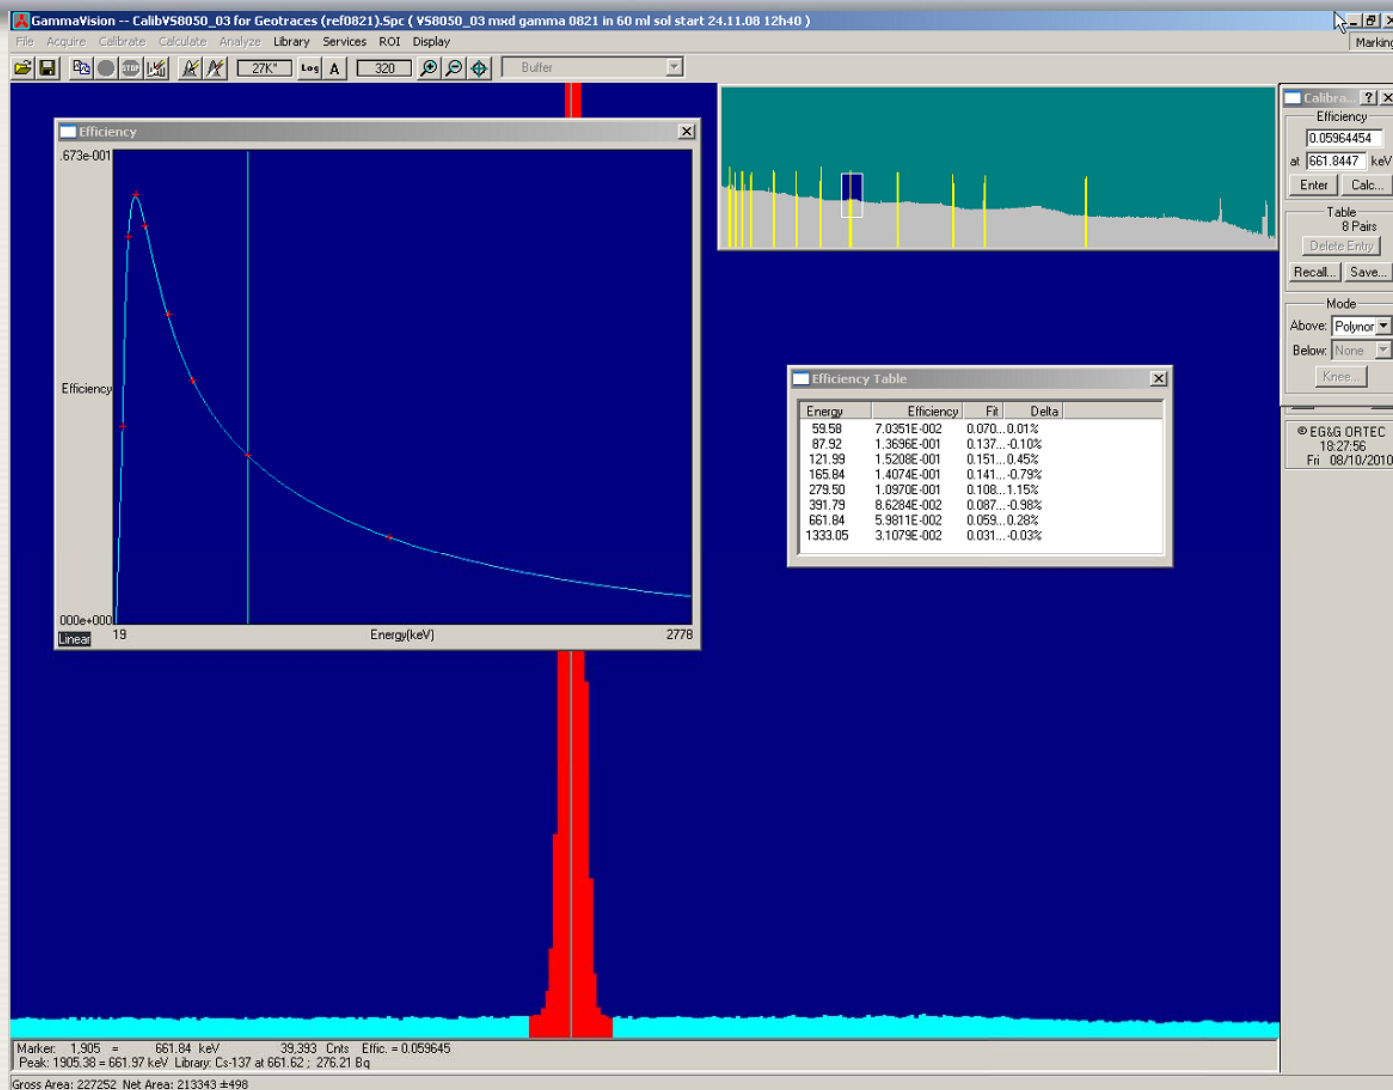 GammaVision -- Calib\S8050_03 for Geotraces (ref0821).Spc ( \S8050_03 mxd gamma 0821 in 60 ml sol start 24.11.08 12h40 )
File Acquire Calibrate Calculate Analyze Library Services ROI Display
Marking
27K" Log A 320 Buffer
Efficiency
.673e-001
Efficiency
000e+000
Linear 19 Energy(keV) 2778
Calibra...
Efficiency
0.05964454
at 661.8447 keV
Enter Calc...
Table
8 Pairs
Delete Entry
Recall... Save...
Mode
Above: Polynor
Below: None
Knee...
Efficiency Table
Energy Efficiency Fit Delta
59.58 7.0351E-002 0.070... 0.01%
87.92 1.3696E-001 0.137... -0.10%
121.99 1.5208E-001 0.151... 0.45%
165.84 1.4074E-001 0.141... -0.79%
279.50 1.0970E-001 0.108... 1.15%
391.79 8.6284E-002 0.087... -0.98%
661.84 5.9811E-002 0.059... 0.28%
1333.05 3.1079E-002 0.031... -0.03%
© EG&G ORTEC
18:27:56
Fri 08/10/2010
Marker: 1,905 = 661.84 keV 39,393 Cnts Effic. = 0.059645
Peak: 1905.38 = 661.97 keV Library: Cs-137 at 661.62 ; 276.21 Bq
Gross Area: 227252 Net Area: 213343 ±498